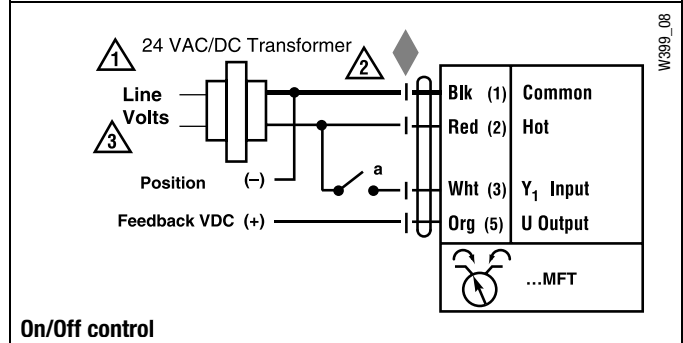 W399_08
24 VAC/DC Transformer
1
2
Line
Volts
3
Blk (1) Common
Red (2) Hot
a
Position (–)
Wht (3) Y₁ Input
Feedback VDC (+)
Org (5) U Output
...MFT
On/Off control